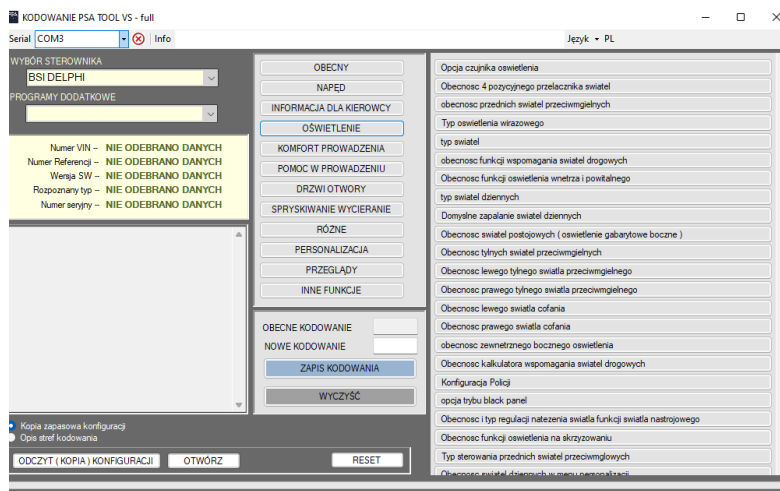 KODOWANIE PSA TOOL VS - full
Serial COM3 Info Język PL
WYBÓR STEROWNIKA
BSI DELPHI
PROGRAMY DODATKOWE
Numer VIN -- NIE ODEBRANO DANYCH
Numer Referencji -- NIE ODEBRANO DANYCH
Wersja SW -- NIE ODEBRANO DANYCH
Rozpoznany typ -- NIE ODEBRANO DANYCH
Numer seryjny -- NIE ODEBRANO DANYCH
Kopia zapasowa konfiguracji
Opis stref kodowania
ODCZYT ( KOPIA ) KONFIGURACJI OTWÓRZ RESET
OBECNY
NAPĘD
INFORMACJA DLA KIEROWCY
OŚWIETLENIE
KOMFORT PROWADZENIA
POMOC W PROWADZENIU
DRZWI OTWORY
SPRYSKIWANIE WYCIERANIE
RÓŻNE
PERSONALIZACJA
PRZEGLĄDY
INNE FUNKCJE
OBECNE KODOWANIE
NOWE KODOWANIE
ZAPIS KODOWANIA
WYCZYŚĆ
Opcja czujnika oswietlenia
Obecnosc 4 pozycyjnego przelacznika swiatel
obecnosc przednich swiatel przeciwmgielnych
Typ oswietlenia wirazowego
typ swiatel
obecnosc funkcji wspomagania swiatel drogowych
Obecnosc funkcji oswietlenia wnetrza i powitalnego
typ swiatel dziennych
Domyslne zapalanie swiatel dziennych
Obecnosc swiatel postojowych ( oswietlenie gabarytowe boczne )
Obecnosc tylnych swiatel przeciwmgielnych
Obecnosc lewego tylnego swiatla przeciwmgielnego
Obecnosc prawego tylnego swiatla przeciwmgielnego
Obecnosc lewego swiatla cofania
Obecnosc prawego swiatla cofania
obecnosc zewnetrznego bocznego oswietlenia
Obecnosc kalkulatora wspomagania swiatel drogowych
Konfiguracja Policji
opcja trybu black panel
Obecnosc i typ regulacji natezenia swiatla funkcji swiatla nastrojowego
Obecnosc funkcji oswietlenia na skrzyzowaniu
Typ sterowania przednich swiatel przeciwmglowych
Obecnosc swiatel dziennych w menu personalizacji